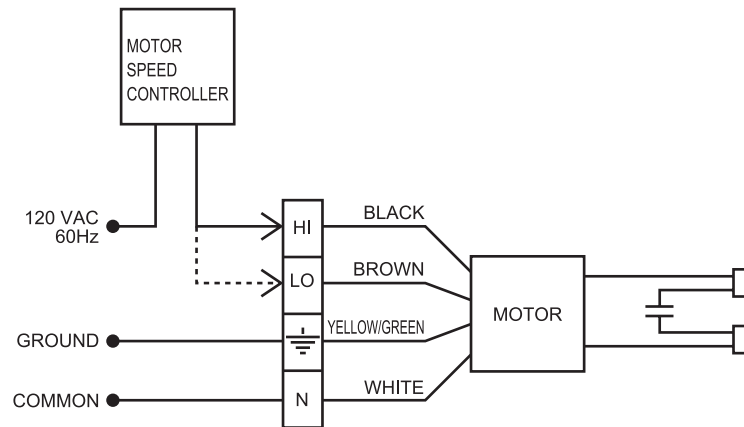 MOTOR
SPEED
CONTROLLER
120 VAC
60Hz
HI
BLACK
LO
BROWN
MOTOR
GROUND
YELLOW/GREEN
COMMON
N
WHITE